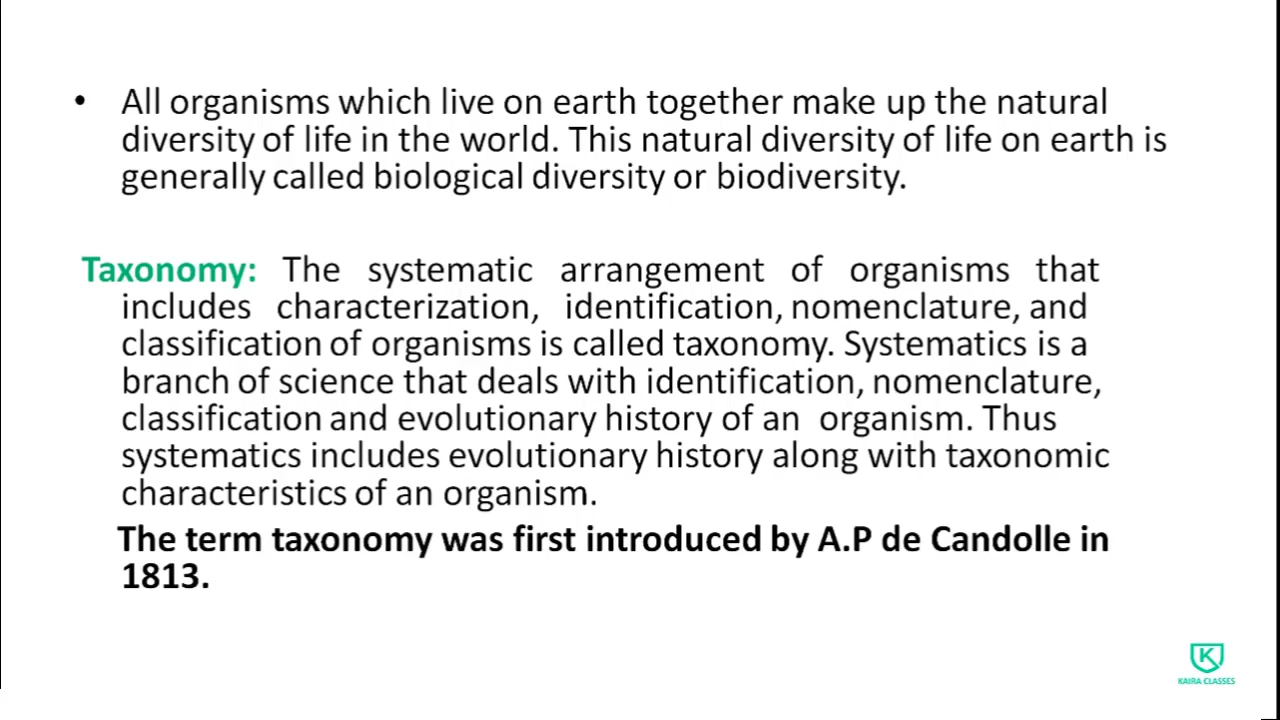 • All organisms which live on earth together make up the natural
diversity of life in the world. This natural diversity of life on earth is
generally called biological diversity or biodiversity.
Taxonomy: The systematic arrangement of organisms that
includes characterization, identification, nomenclature, and
classification of organisms is called taxonomy. Systematics is a
branch of science that deals with identification, nomenclature,
classification and evolutionary history of an organism. Thus
systematics includes evolutionary history along with taxonomic
characteristics of an organism.
The term taxonomy was first introduced by A.P de Candolle in
1813.
K
KAIRA CLASSES